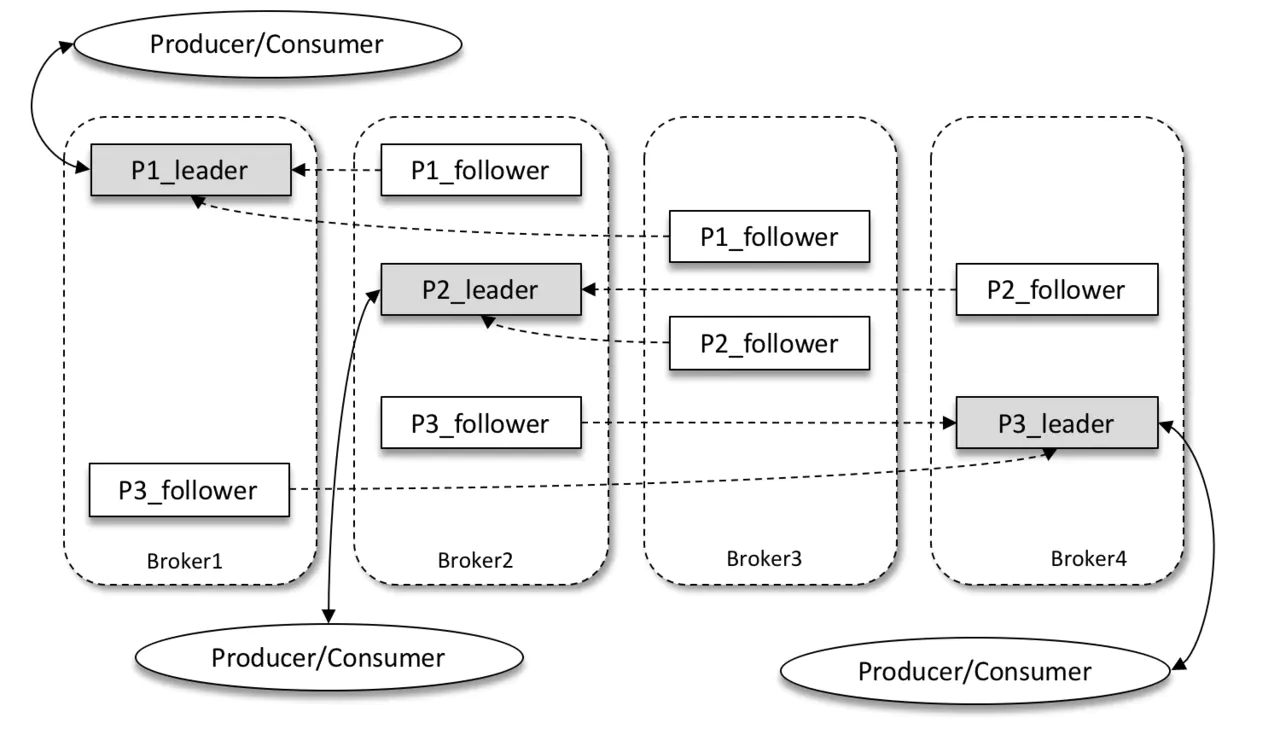 Producer/Consumer
P1_leader
P1_follower
P1_follower
P2_leader
P2_follower
P2_follower
P3_follower
P3_leader
P3_follower
Broker1
Broker2
Broker3
Broker4
Producer/Consumer
Producer/Consumer